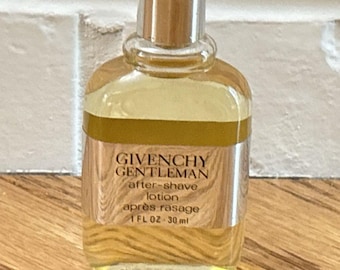 GIVENCHY
GENTLEMAN
after-shave
lotion
après rasage
1 FL OZ - 30 ml